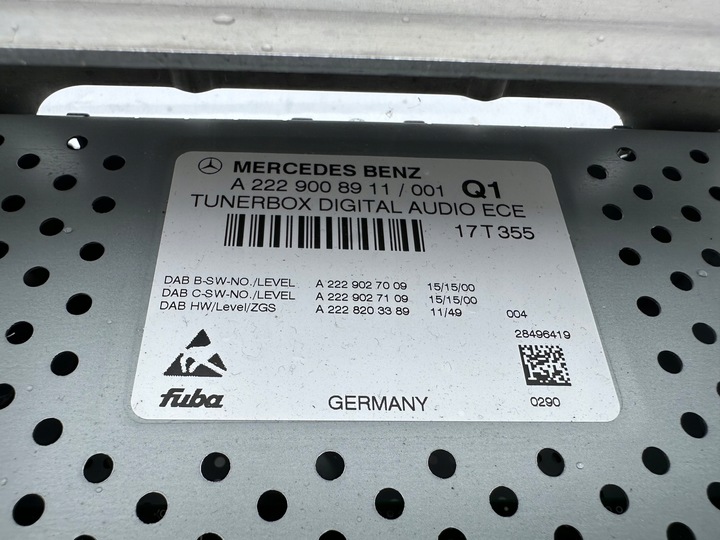 MERCEDES BENZ
A 222 900 89 11 / 001 Q1
TUNERBOX DIGITAL AUDIO ECE
17T355
DAB B-SW-NO./LEVEL A 222 902 70 09 15/15/00
DAB C-SW-NO./LEVEL A 222 902 71 09 15/15/00
DAB HW/Level/ZGS A 222 820 33 89 11/49 004
28496419
fuba GERMANY 0290